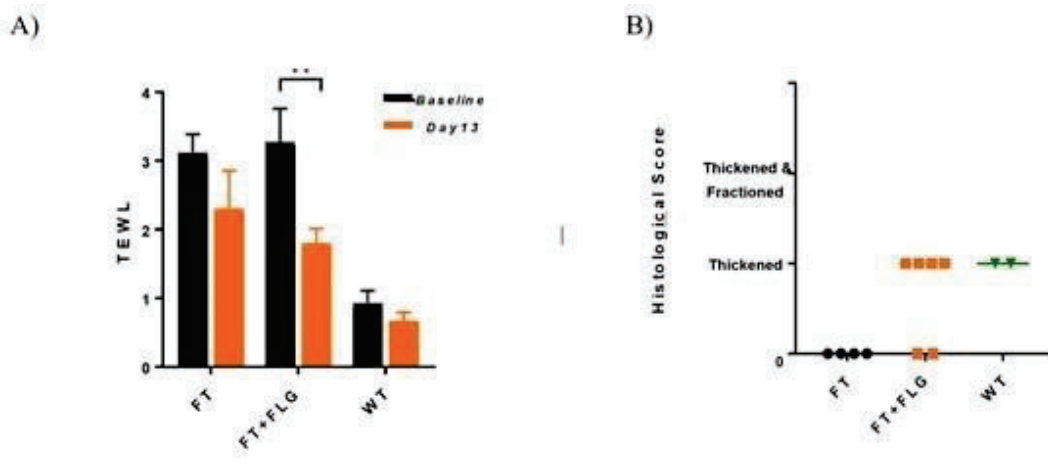 A)
B)
* *
4
3
2
1
0
TEWL
Baseline
Day13
FT
FT+FLG
WT
Histological Score
Thickened &
Fractioned
Thickened
0
FT
FT+FLG
WT